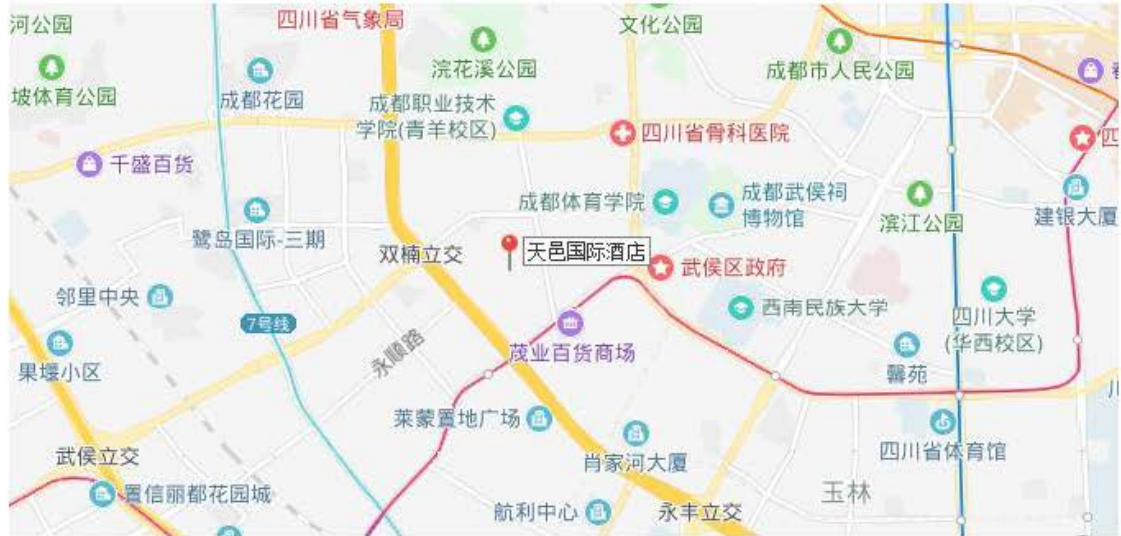 河公园
四川省气象局
文化公园
浣花溪公园
成都市人民公园
坡体育公园
成都花园
成都职业技术
学院(青羊校区)
四川省骨科医院
四
千盛百货
成都体育学院
成都武侯祠
博物馆
滨江公园
建银大厦
鹭岛国际-三期
双楠立交
天邑国际酒店
武侯区政府
邻里中央
7号线
西南民族大学
四川大学
(华西校区)
永顺路
茂业百货商场
果堰小区
馨苑
莱蒙置地广场
武侯立交
肖家河大厦
四川省体育馆
置信丽都花园城
玉林
航利中心
永丰立交